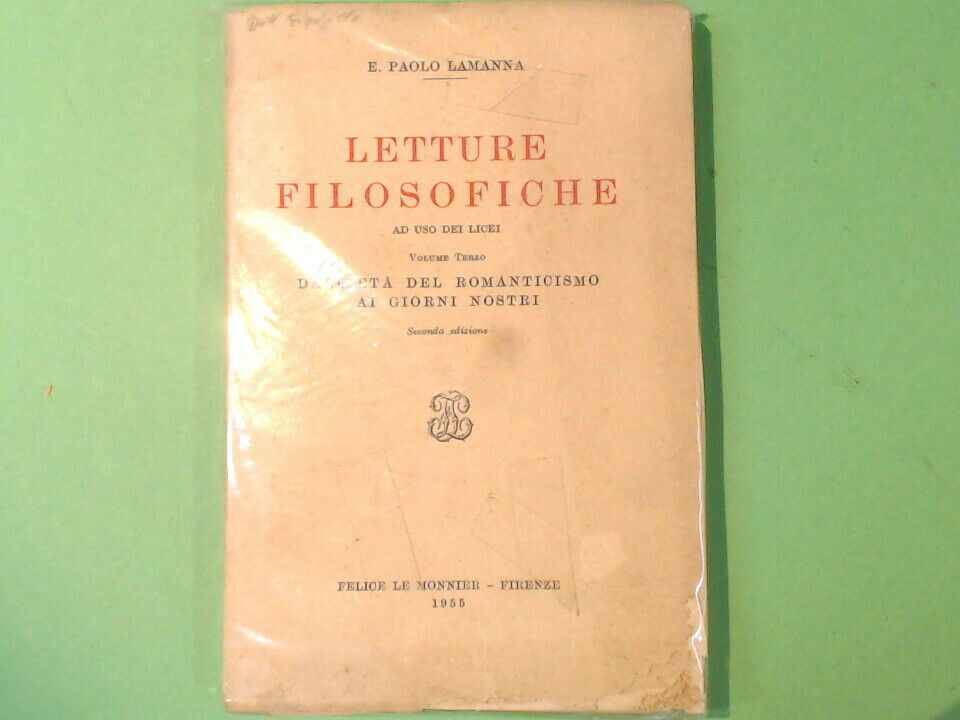 E. PAOLO LAMANNA
LETTURE
FILOSOFICHE
AD USO DEI LICEI
VOLUME TERZO
DALL'ETÀ DEL ROMANTICISMO
AI GIORNI NOSTRI
Seconda edizione
FELICE LE MONNIER - FIRENZE
1955